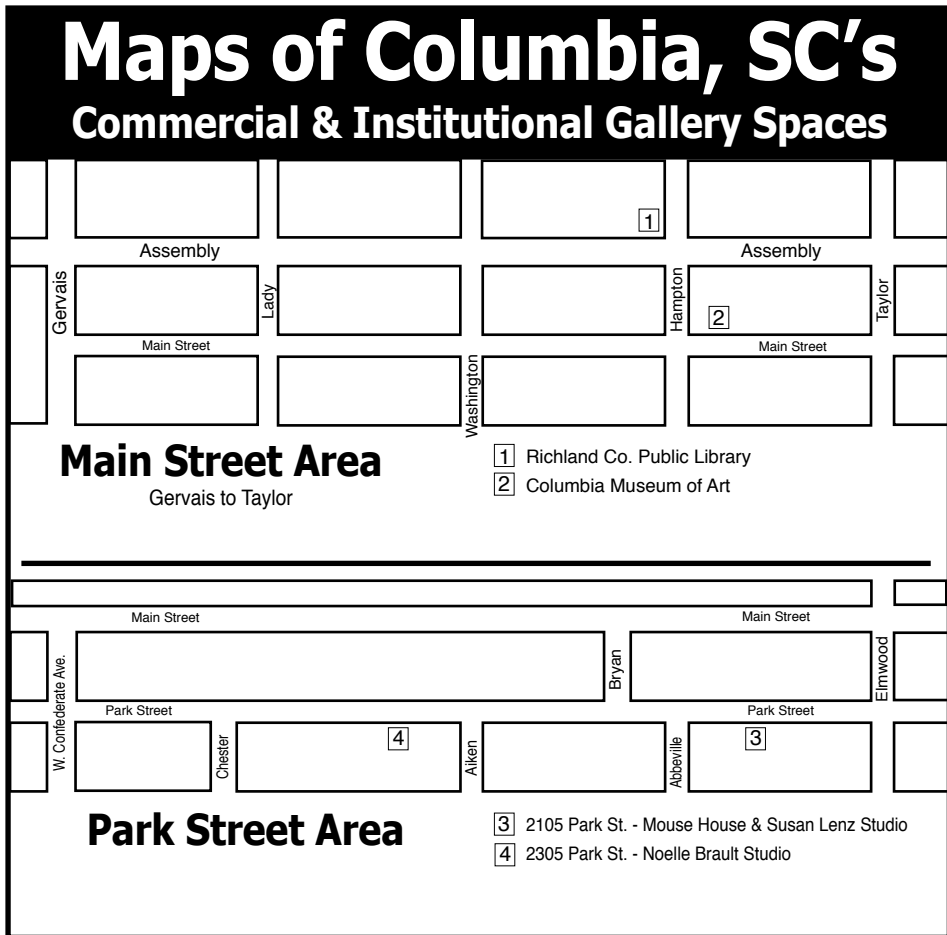 Maps of Columbia, SC’s
Commercial & Institutional Gallery Spaces
1
Assembly
Assembly
Gervais
Lady
Hampton
Taylor
2
Main Street
Main Street
Washington
Main Street Area
Gervais to Taylor
1 Richland Co. Public Library
2 Columbia Museum of Art
Main Street
Main Street
W. Confederate Ave.
Bryan
Elmwood
Park Street
Park Street
Chester
4
Aiken
Abbeville
3
Park Street Area
3 2105 Park St. - Mouse House & Susan Lenz Studio
4 2305 Park St. - Noelle Brault Studio